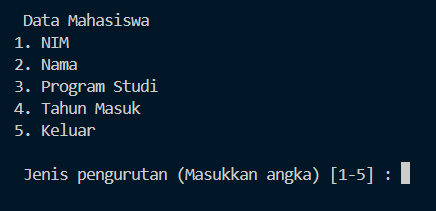 Data Mahasiswa
1. NIM
2. Nama
3. Program Studi
4. Tahun Masuk
5. Keluar
Jenis pengurutan (Masukkan angka) [1-5] :